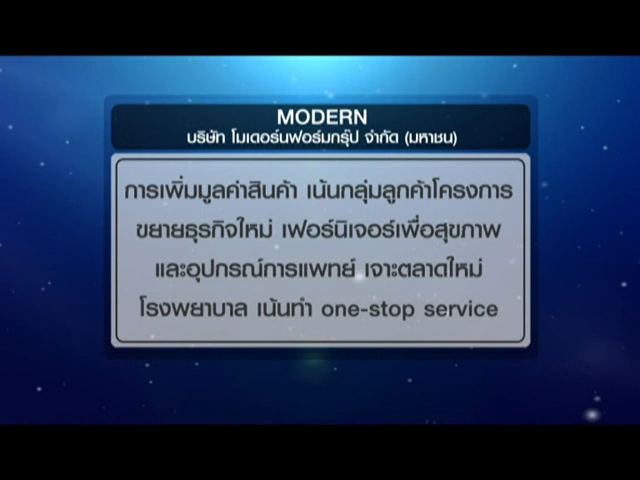 MODERN
บริษัท โมเดอร์นฟอร์มกรุ๊ป จำกัด (มหาชน)
การเพิ่มมูลค่าสินค้า เน้นกลุ่มลูกค้าโครงการ
ขยายธุรกิจใหม่ เฟอร์นิเจอร์เพื่อสุขภาพ
และอุปกรณ์การแพทย์ เจาะตลาดใหม่
โรงพยาบาล เน้นทำ one-stop service